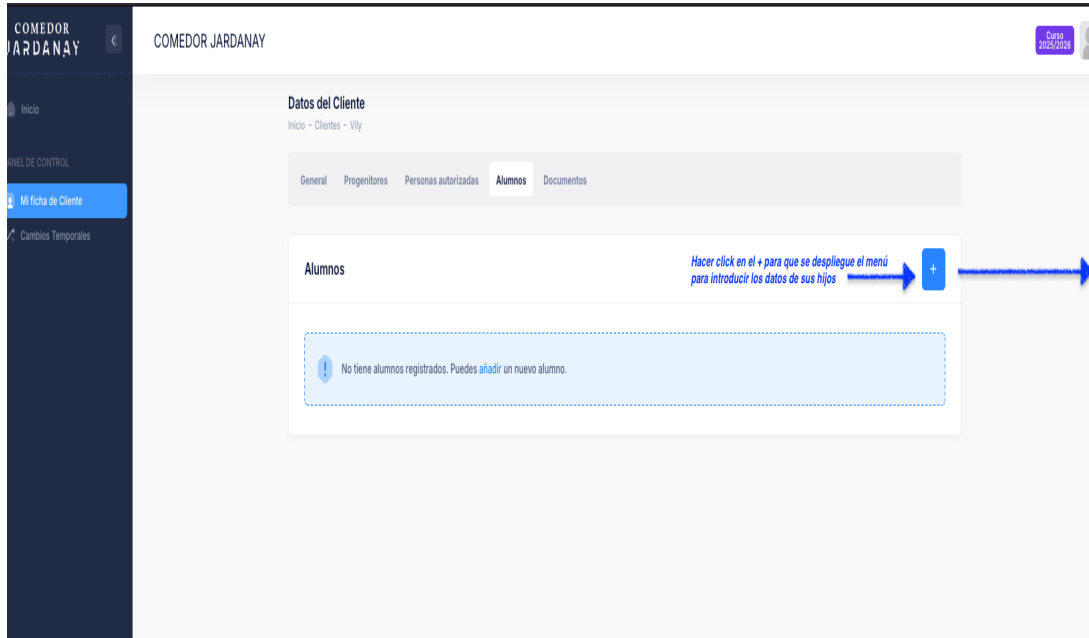 COMEDOR
JARDANAY
COMEDOR JARDANAY
Curso
2025/2026
Inicio
PANEL DE CONTROL
Mi ficha de Cliente
Cambios Temporales
Datos del Cliente
Inicio - Clientes - Vily
General Progenitores Personas autorizadas Alumnos Documentos
Alumnos
Hacer click en el + para que se despliegue el menú
para introducir los datos de sus hijos
+
No tiene alumnos registrados. Puedes añadir un nuevo alumno.